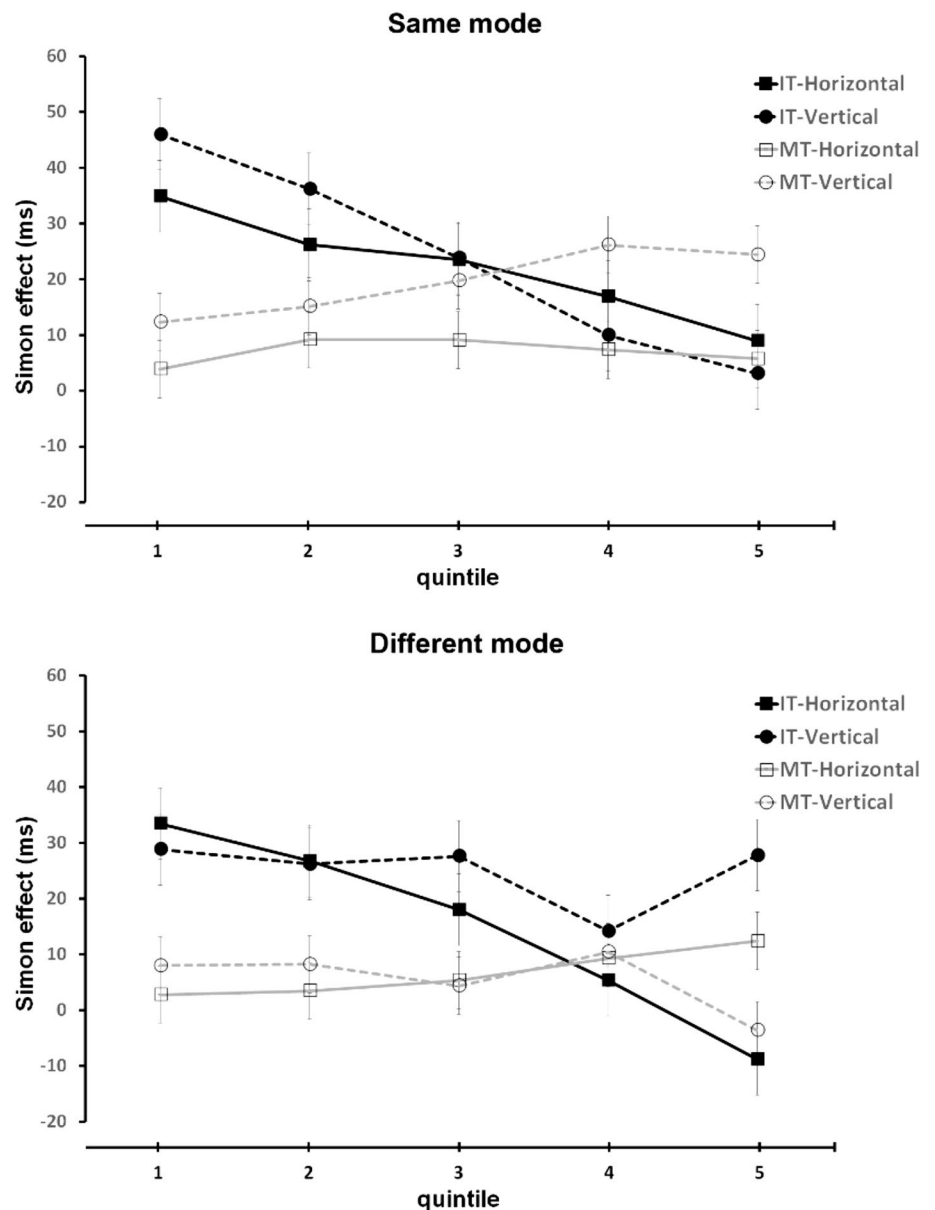 Same mode
60
50
40
30
20
10
0
-10
-20
Simon effect (ms)
IT-Horizontal
IT-Vertical
MT-Horizontal
MT-Vertical
1 2 3 4 5
quintile
Different mode
60
50
40
30
20
10
0
-10
-20
Simon effect (ms)
IT-Horizontal
IT-Vertical
MT-Horizontal
MT-Vertical
1 2 3 4 5
quintile